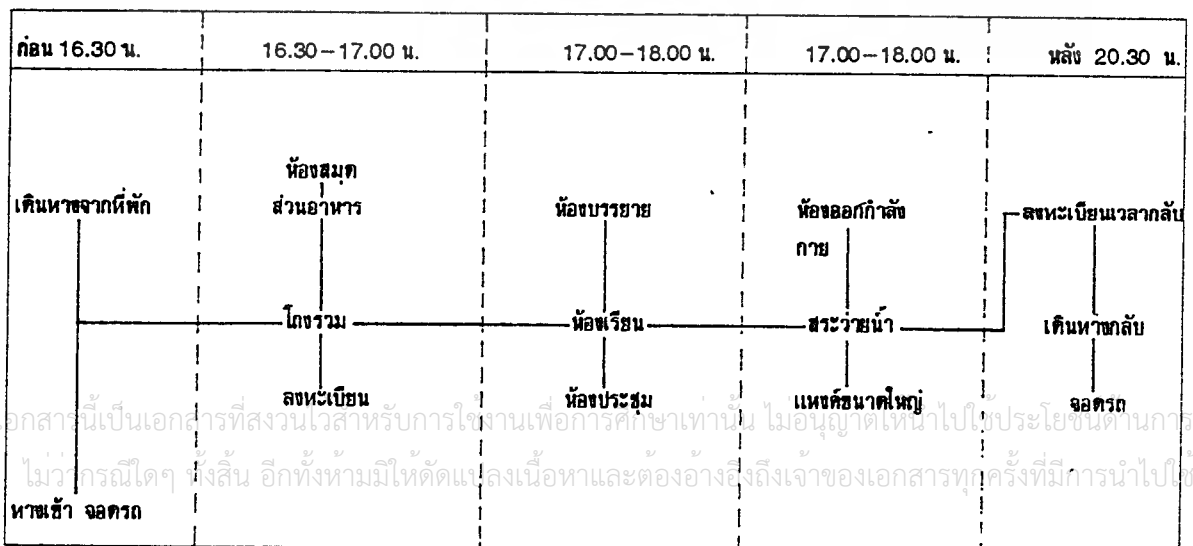 ก่อน 16.30 น.
16.30–17.00 น.
17.00–18.00 น.
17.00–18.00 น.
หลัง 20.30 น.
ห้องสมุด
เดินทางจากที่พัก
ส่วนอาหาร
ห้องบรรยาย
ห้องออกกำลัง
กาย
ลงทะเบียนเวลากลับ
โถงรวม
ห้องเรียน
สระว่ายน้ำ
เดินทางกลับ
ลงทะเบียน
ห้องประชุม
แทงค์ขนาดใหญ่
จอดรถ
เอกสารนี้เป็นเอกสารที่สงวนไว้สำหรับการใช้งานเพื่อการศึกษาเท่านั้น ไม่อนุญาตให้นำไปใช้ประโยชน์ด้านการ
ไม่ว่ากรณีใดๆ ทั้งสิ้น อีกทั้งห้ามมิให้ดัดแปลงเนื้อหาและต้องอ้างอิงถึงเจ้าของเอกสารทุกครั้งที่มีการนำไปใช้
ทางเข้า จอดรถ